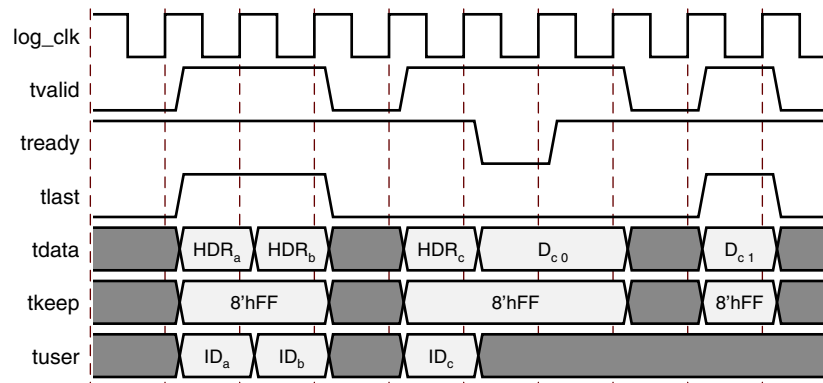 log_clk
tvalid
tready
tlast
tdata HDRa HDRb HDRc Dc 0 Dc 1
tkeep 8'hFF 8'hFF 8'hFF
tuser IDa IDb IDc